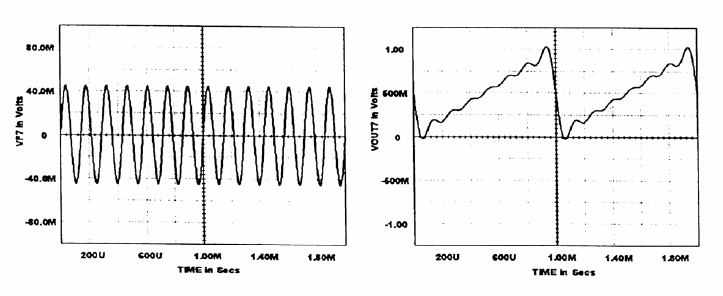 80.0M
40.0M
0
-40.0M
-80.0M
VF7 in Volts
200U 600U 1.00M 1.40M 1.80M
TIME in Secs
1.00
500M
0
-500M
-1.00
VOUT7 in Volts
200U 600U 1.00M 1.40M 1.80M
TIME in Secs